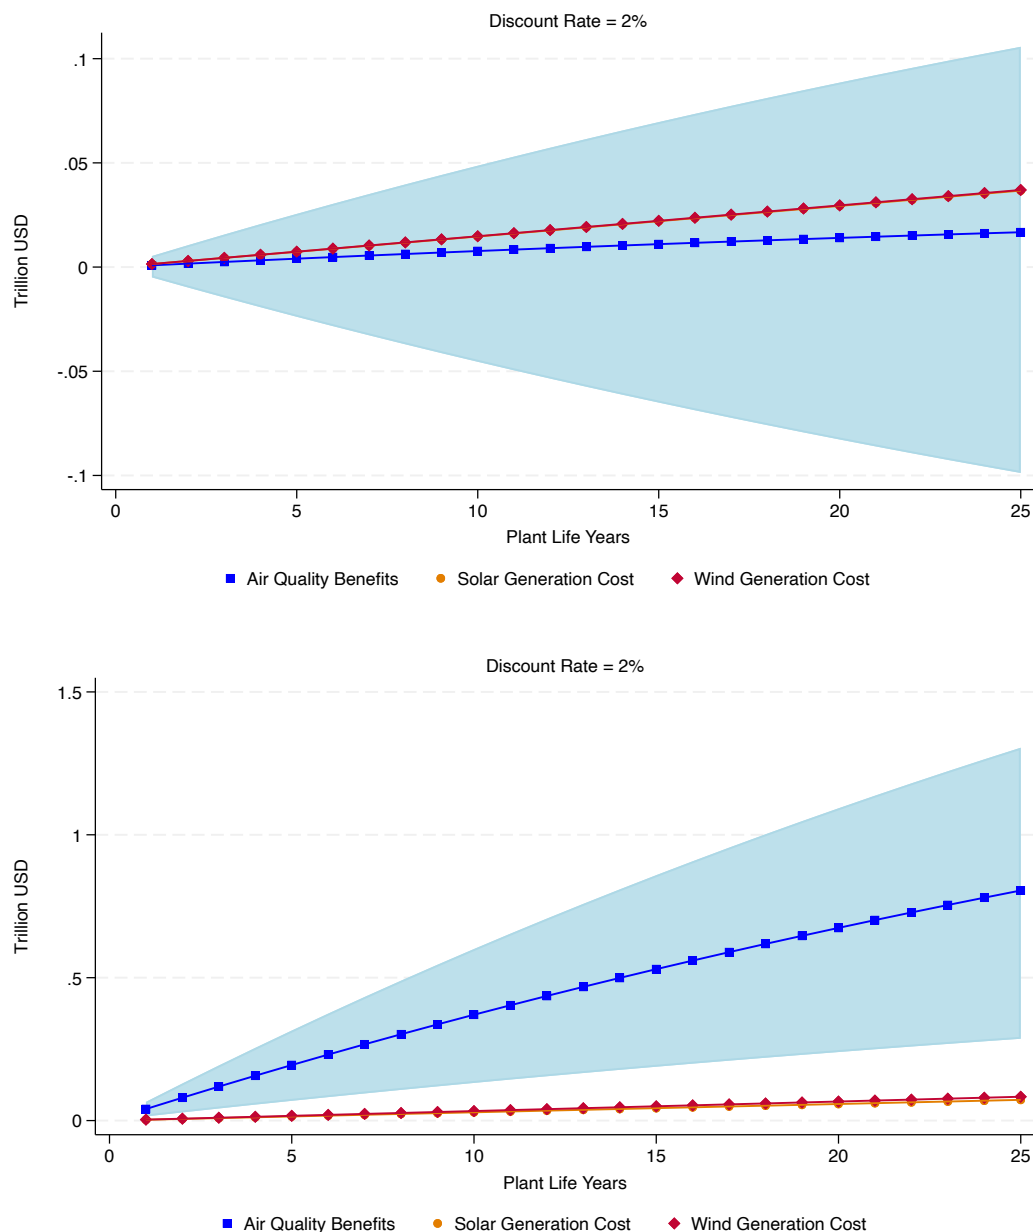 Discount Rate = 2%
Trillion USD
.1
.05
0
-.05
-.1
0 5 10 15 20 25
Plant Life Years
Air Quality Benefits Solar Generation Cost Wind Generation Cost
Discount Rate = 2%
Trillion USD
1.5
1
.5
0
0 5 10 15 20 25
Plant Life Years
Air Quality Benefits Solar Generation Cost Wind Generation Cost